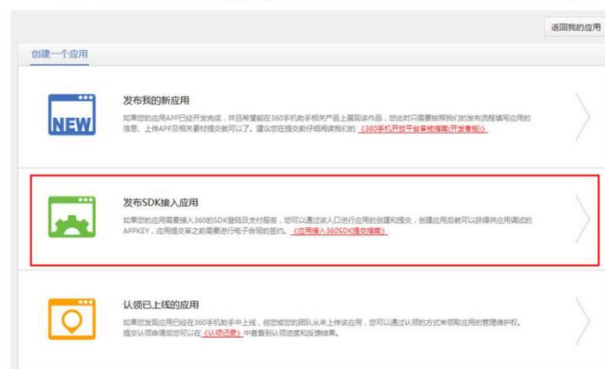 返回我的应用
创建一个应用
NEW
发布我的新应用
如果您的应用APP已经开发完成，并且希望能在360手机助手相关产品上展现该作品，您此时只需要按照我们的发布流程填写应用的
信息、上传APP及相关素材提交就可以了。建议您在提交前仔细阅读我们的《360手机开放平台审核指南(开发者版)》
发布SDK接入应用
如果您的应用需要接入360的SDK登陆及支付服务，您可以通过该入口进行应用的创建和提交，创建应用后就可以获得供应用调试的
APPKEY，应用提交审之前需要进行电子合同的签约。《应用接入360SDK提交指南》
认领已上线的应用
如果您发现应用已经在360手机助手中上线，但您或您的团队从未上传该应用，您可以通过认领的方式来领取应用的管理维护权。
提交认领申请后您可以在《认领记录》中查看到认领进度和反馈结果。